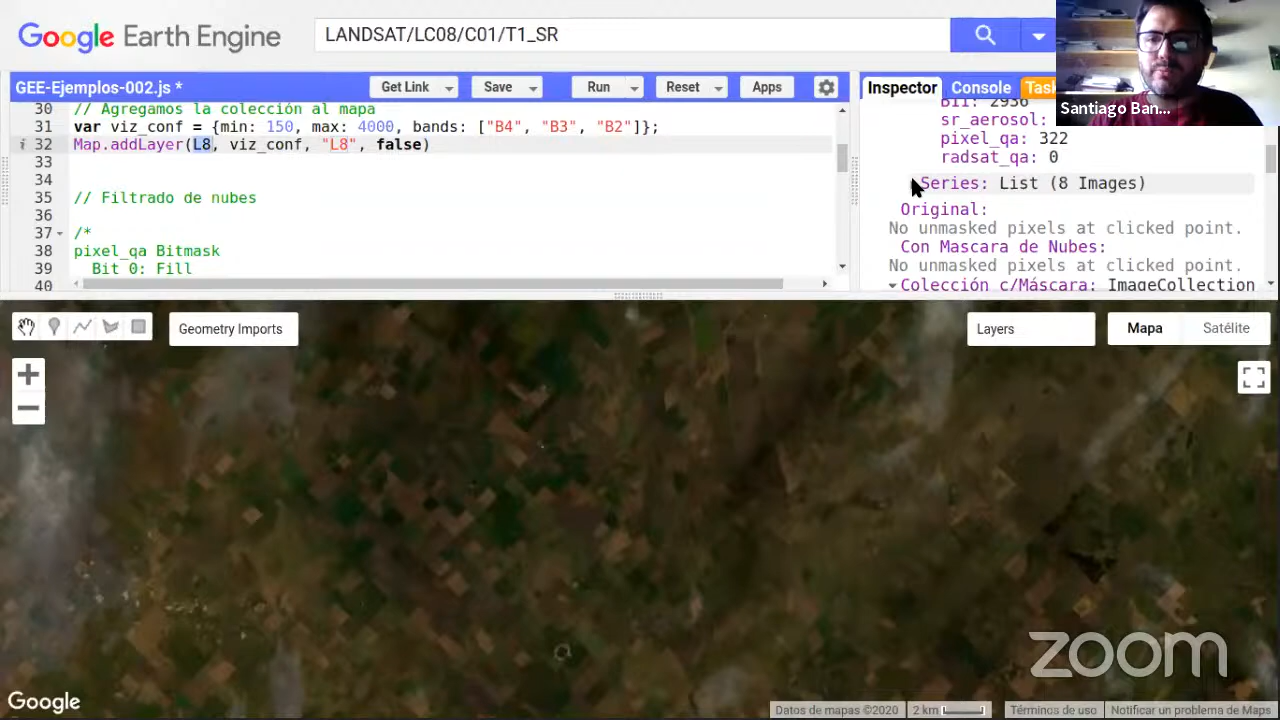 Google Earth Engine
LANDSAT/LC08/C01/T1_SR
GEE-Ejemplos-002.js *
Get Link
Save
Run
Reset
Apps
30 // Agregamos la colección al mapa
31 var viz_conf = {min: 150, max: 4000, bands: ["B4", "B3", "B2"]};
32 Map.addLayer(L8, viz_conf, "L8", false)
33
34
35 // Filtrado de nubes
36
37 /*
38 pixel_qa Bitmask
39 Bit 0: Fill
40
Inspector
Console
Task
B11: 2936
sr_aerosol:
pixel_qa: 322
radsat_qa: 0
Series: List (8 Images)
Original:
No unmasked pixels at clicked point.
Con Mascara de Nubes:
No unmasked pixels at clicked point.
Colección c/Máscara: ImageCollection
Santiago Ban...
Geometry Imports
Layers
Mapa
Satélite
zoom
Google
Datos de mapas ©2020
2 km
Términos de uso
Notificar un problema de Maps